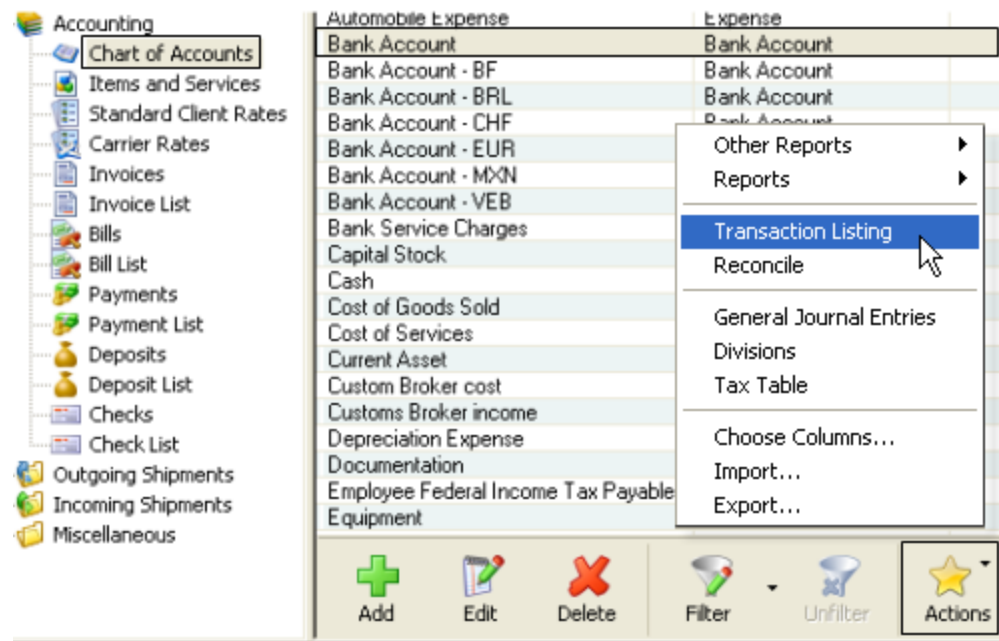 Accounting
Chart of Accounts
Items and Services
Standard Client Rates
Carrier Rates
Invoices
Invoice List
Bills
Bill List
Payments
Payment List
Deposits
Deposit List
Checks
Check List
Outgoing Shipments
Incoming Shipments
Miscellaneous
Automobile Expense Expense
Bank Account Bank Account
Bank Account - BF Bank Account
Bank Account - BRL Bank Account
Bank Account - CHF Bank Account
Bank Account - EUR
Bank Account - MXN
Bank Account - VEB
Bank Service Charges
Capital Stock
Cash
Cost of Goods Sold
Cost of Services
Current Asset
Custom Broker cost
Customs Broker income
Depreciation Expense
Documentation
Employee Federal Income Tax Payable
Equipment
Other Reports
Reports
Transaction Listing
Reconcile
General Journal Entries
Divisions
Tax Table
Choose Columns...
Import...
Export...
Add Edit Delete Filter Unfilter Actions